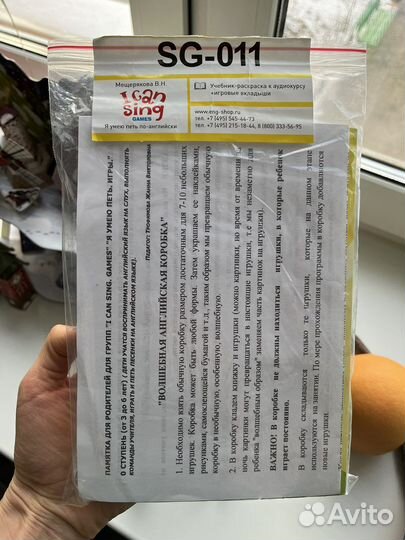 SG-011
Мещерякова В.Н.
I can
sing
GAMES
Я умею петь по-английски
Учебник-раскраска к аудиокурсу
+игровые вкладыши
www.eng-shop.ru
тел. +7 (495) 545-44-73
тел. +7 (495) 215-18-44, 8 (800) 333-56-95
ПАМЯТКА ДЛЯ РОДИТЕЛЕЙ ДЛЯ ГРУПП "I CAN SING. GAMES" "Я УМЕЮ ПЕТЬ. ИГРЫ."
0 СТУПЕНЬ (от 3 до 6 лет) / ДЕТИ УЧАТСЯ ВОСПРИНИМАТЬ АНГЛИЙСКИЙ ЯЗЫК НА СЛУХ, ВЫПОЛНЯТЬ
КОМАНДЫ УЧИТЕЛЯ, ИГРАТЬ И ПЕТЬ ПЕСЕНКИ НА АНГЛИЙСКОМ ЯЗЫКЕ/.
Педагог Жанна Викторовна
"ВОЛШЕБНАЯ АНГЛИЙСКАЯ КОРОБКА"
1. Необходимо взять обычную коробку размером достаточным для 7-10 небольших
игрушек. Коробка может быть любой формы. Затем украшаем ее наклейками,
рисунками, самоклеющейся бумагой и т.д., таким образом мы превращаем обычную
коробку в необычную, особенную, волшебную.
2. В коробку кладем книжку и игрушки (можно картинки, но время от времени за
ночь картинки могут превращаться в настоящие игрушки, т.е мы незаметно для
ребенка "волшебным образом" заменяем часть картинок на игрушки).
ВАЖНО! В коробке не должны находиться игрушки, в которые ребенок
играет постоянно.
В коробку складываются только те игрушки, которые на данном этапе
используются на занятии. По мере прохождения программы в коробку добавляются
новые игрушки.
Avito